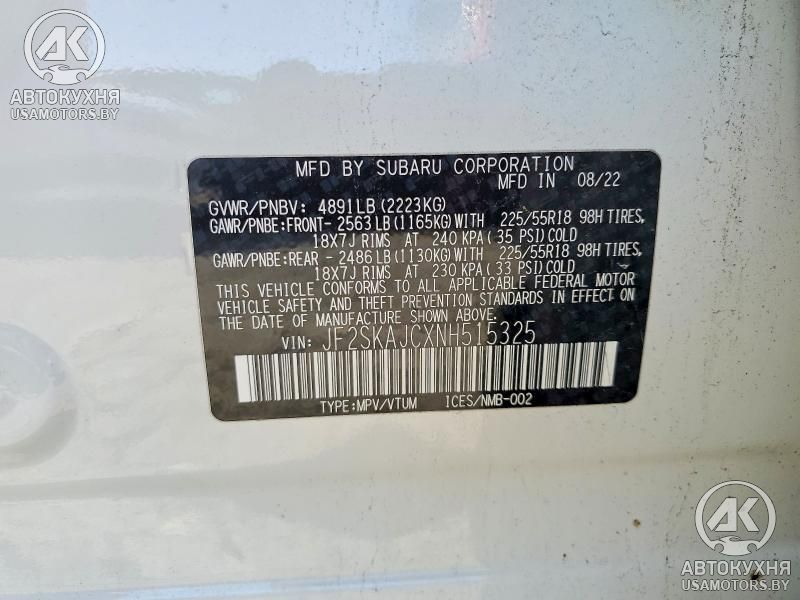 АК
АВТОКУХНЯ
USAMOTORS.BY
MFD BY SUBARU CORPORATION
MFD IN 08/22
GVWR/PNBV: 4891LB(2223KG)
GAWR/PNBE:FRONT-2563LB(1165KG)WITH 225/55R18 98H TIRES,
18X7J RIMS AT 240 KPA(35 PSI)COLD
GAWR/PNBE:REAR -2486LB(1130KG)WITH 225/55R18 98H TIRES,
18X7J RIMS AT 230 KPA(33 PSI)COLD
THIS VEHICLE CONFORMS TO ALL APPLICABLE FEDERAL MOTOR
VEHICLE SAFETY AND THEFT PREVENTION STANDARDS IN EFFECT ON
THE DATE OF MANUFACTURE SHOWN ABOVE.
VIN: JF2SKAJCXNH515325
TYPE:MPV/VTUM ICES/NMB-002
АК
АВТОКУХНЯ
USAMOTORS.BY